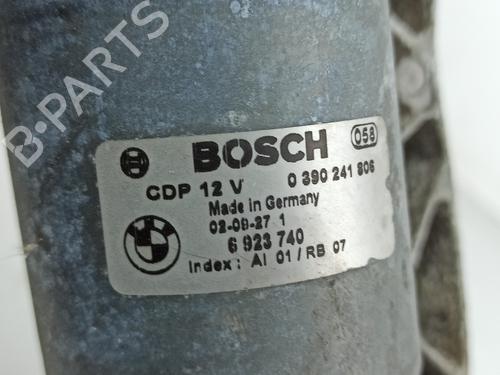 B-PARTS
BOSCH 058
CDP 12 V 0 390 241 806
Made in Germany
02-09-27 1
6 923 740
Index: AI 01 / RB 07